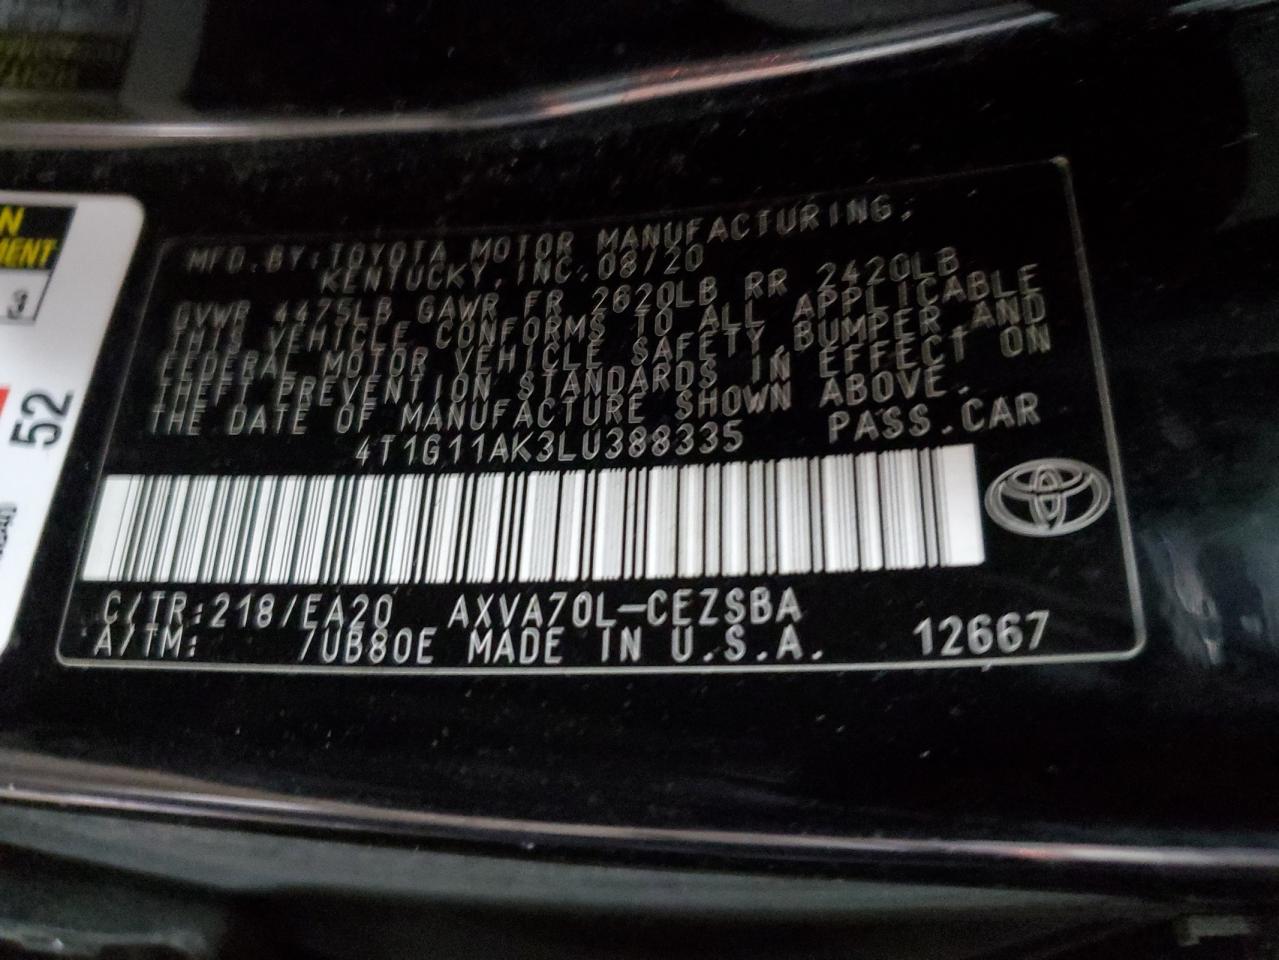 MFD.BY:TOYOTA MOTOR MANUFACTURING,
KENTUCKY, INC. 08/20
GVWR 4475LB GAWR FR 2620LB RR 2420LB
THIS VEHICLE CONFORMS TO ALL APPLICABLE
FEDERAL MOTOR VEHICLE SAFETY,BUMPER AND
THEFT PREVENTION STANDARDS IN EFFECT ON
THE DATE OF MANUFACTURE SHOWN ABOVE.
4T1G11AK3LU388335 PASS.CAR
C/TR:218/EA20 AXVA70L-CEZSBA
A/TM: 7UB80E MADE IN U.S.A. 12667
N
MENT
3
52